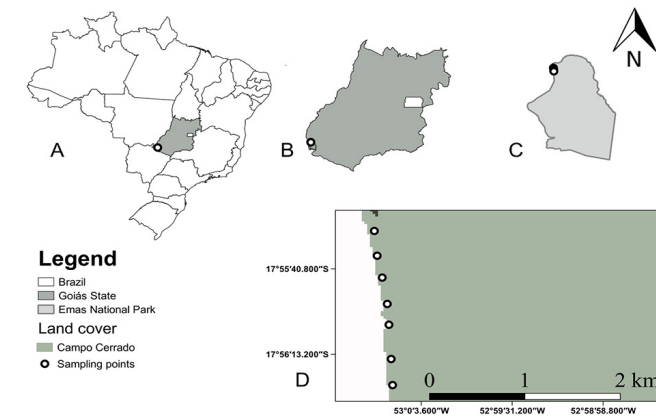 N
A
B
C
Legend
Brazil
Goiás State
Emas National Park
Land cover
Campo Cerrado
Sampling points
17°55'40.800"S
17°56'13.200"S
D
0 1 2 km
53°0'3.600"W 52°59'31.200"W 52°58'58.800"W